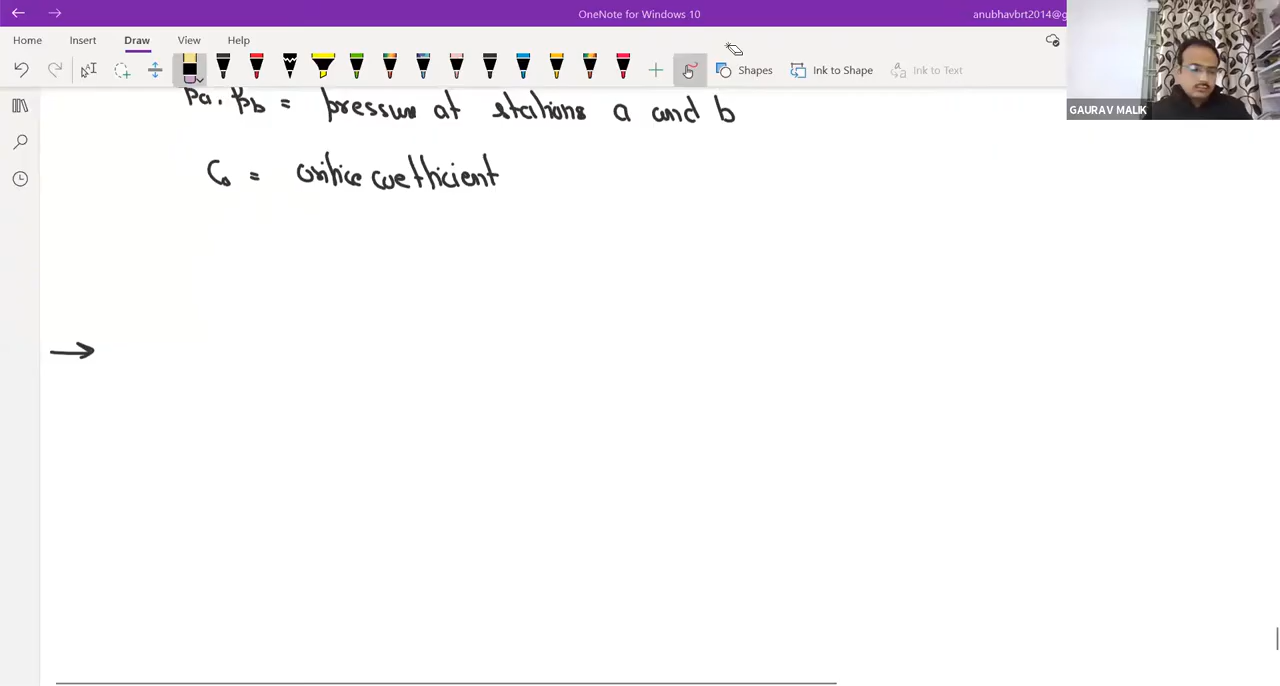 OneNote for Windows 10
anubhavbrt2014@g
Home Insert Draw View Help
Shapes Ink to Shape Ink to Text
GAURAV MALIK
Pa, Pb = pressure at stations a and b
Co = orifice coefficient